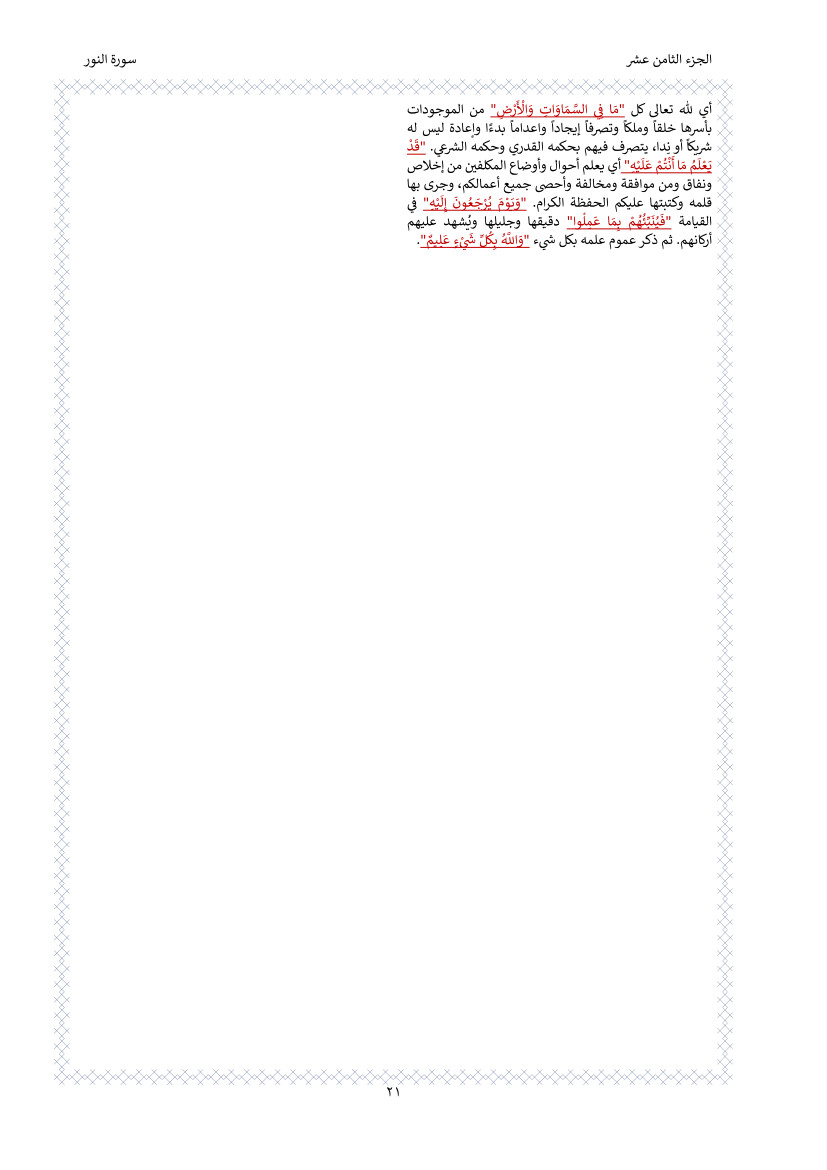 الجزء الثامن عشر
سورة النور
أي لله تعالى كل "مَا فِي السَّمَاوَاتِ وَالْأَرْضِ" من الموجودات
بأسرها خلقاً وملكاً وتصرفاً إيجاداً واعداماً بدءًا وإعادة ليس له
شريكاً أو نِدا، يتصرف فيهم بحكمه القدري وحكمه الشرعي. "قَدْ
يَعْلَمُ مَا أَنْتُمْ عَلَيْهِ" أي يعلم أحوال وأوضاع المكلفين من إخلاص
ونفاق ومن موافقة ومخالفة وأحصى جميع أعمالكم، وجرى بها
قلمه وكتبتها عليكم الحفظة الكرام. "وَيَوْمَ يُرْجَعُونَ إِلَيْهِ" في
القيامة "فَيُنَبِّئُهُمْ بِمَا عَمِلُوا" دقيقها وجليلها ويُشهد عليهم
أركانهم. ثم ذكر عموم علمه بكل شيء "وَاللَّهُ بِكُلِّ شَيْءٍ عَلِيمٌ".
٢١